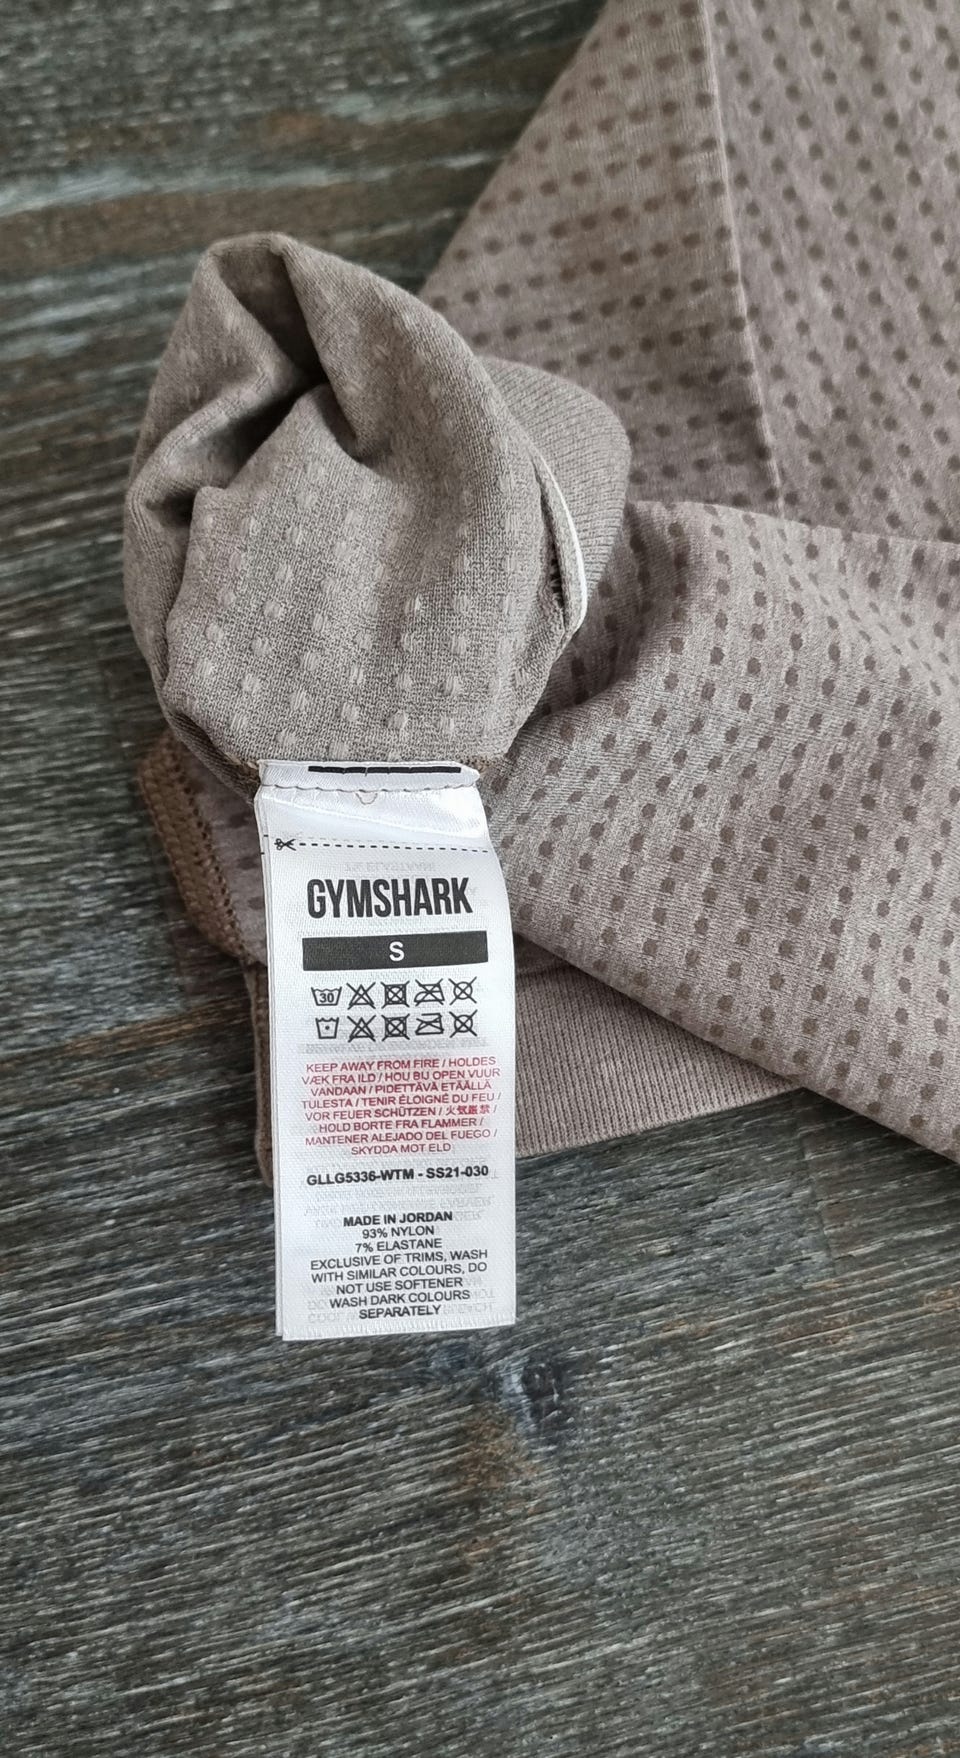 GYMSHARK
S
30
KEEP AWAY FROM FIRE / HOLDES
VÆK FRA ILD / HOU BIJ OPEN VUUR
VANDAAN / PIDETTÄVÄ ETÄÄLLÄ
TULESTA / TENIR ÉLOIGNÉ DU FEU /
VOR FEUER SCHÜTZEN / 火気厳禁 /
HOLD BORTE FRA FLAMMER /
MANTENER ALEJADO DEL FUEGO /
SKYDDA MOT ELD
GLLG5336-WTM - SS21-030
MADE IN JORDAN
93% NYLON
7% ELASTANE
EXCLUSIVE OF TRIMS, WASH
WITH SIMILAR COLOURS, DO
NOT USE SOFTENER
WASH DARK COLOURS
SEPARATELY